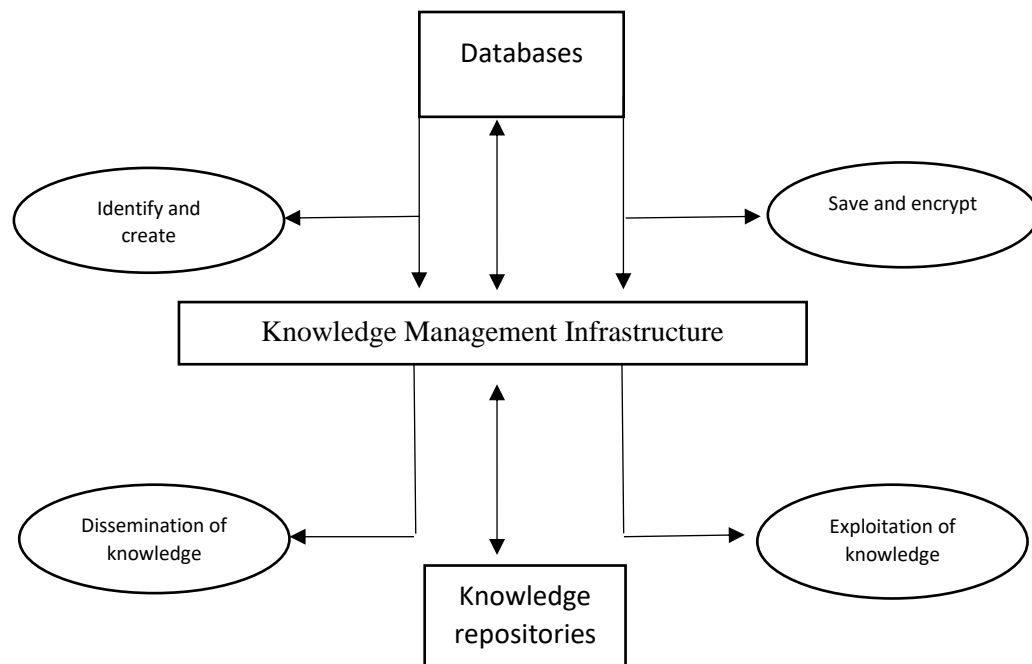 Databases
Identify and
create
Save and encrypt
Knowledge Management Infrastructure
Dissemination of
knowledge
Exploitation of
knowledge
Knowledge
repositories